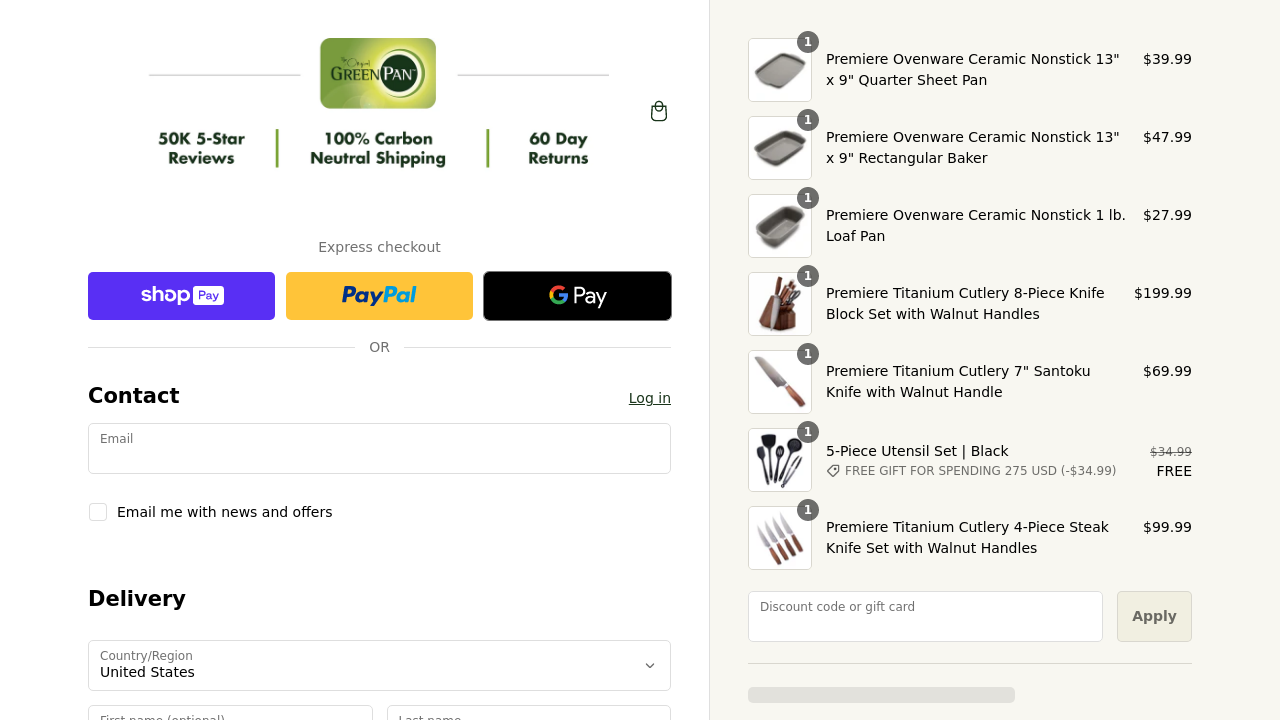 The Original
GREENPAN™
50K 5-Star
Reviews
100% Carbon
Neutral Shipping
60 Day
Returns
Express checkout
shop Pay
PayPal
G Pay
OR
Contact
Log in
Email
Email me with news and offers
Delivery
Country/Region
United States
First name (optional)
Last name
1
Premiere Ovenware Ceramic Nonstick 13"
x 9" Quarter Sheet Pan
$39.99
1
Premiere Ovenware Ceramic Nonstick 13"
x 9" Rectangular Baker
$47.99
1
Premiere Ovenware Ceramic Nonstick 1 lb.
Loaf Pan
$27.99
1
Premiere Titanium Cutlery 8-Piece Knife
Block Set with Walnut Handles
$199.99
1
Premiere Titanium Cutlery 7" Santoku
Knife with Walnut Handle
$69.99
1
5-Piece Utensil Set | Black
FREE GIFT FOR SPENDING 275 USD (-$34.99)
$34.99
FREE
1
Premiere Titanium Cutlery 4-Piece Steak
Knife Set with Walnut Handles
$99.99
Discount code or gift card
Apply